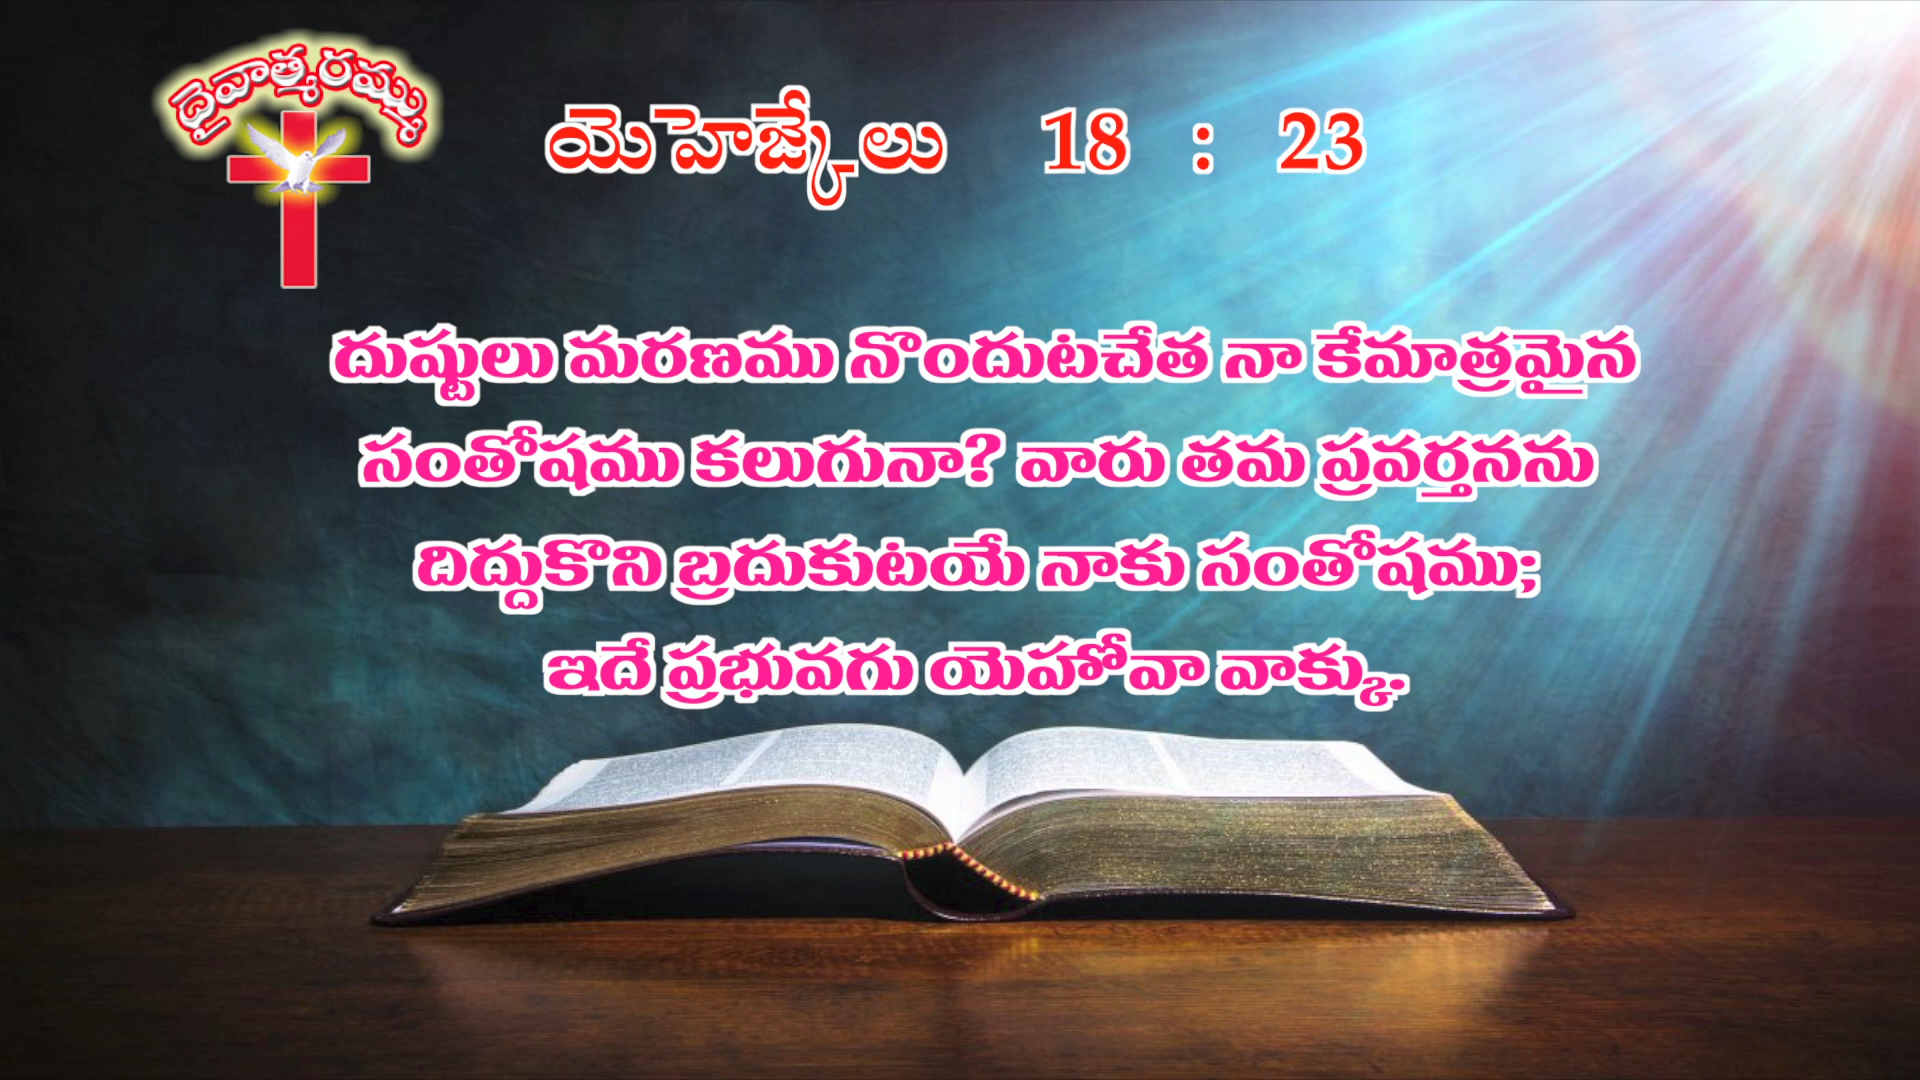 దైవాత్మరమ్ము
యెహెజ్కేలు 18 : 23
దుష్టులు మరణము నొందుటచేత నా కేమాత్రమైన
సంతోషము కలుగునా? వారు తమ ప్రవర్తనను
దిద్దుకొని బ్రదుకుటయే నాకు సంతోషము;
ఇదే ప్రభువగు యెహోవా వాక్కు.